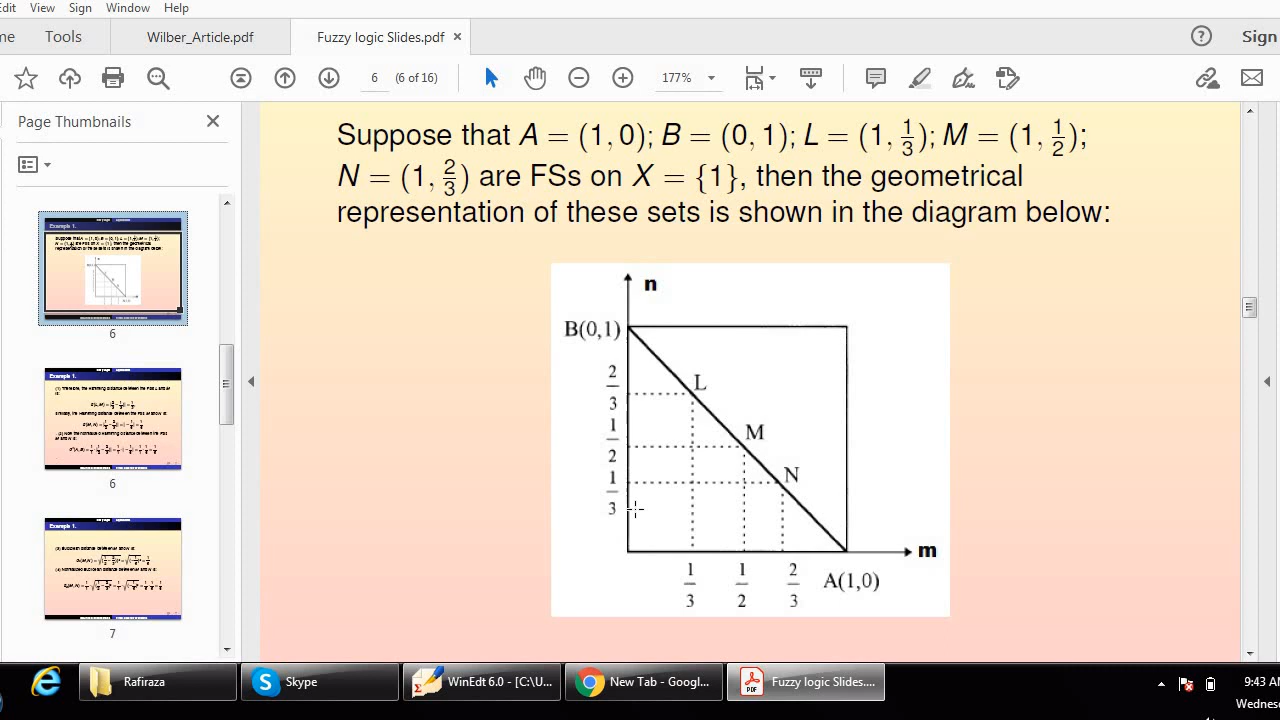 Edit View Sign Window Help
me Tools Wilber_Article.pdf Fuzzy logic Slides.pdf × ? Sign
6 (6 of 16) 177%
Page Thumbnails
6
6
7
Suppose that A = (1, 0); B = (0, 1); L = (1, 1/3); M = (1, 1/2);
N = (1, 2/3) are FSs on X = {1}, then the geometrical
representation of these sets is shown in the diagram below:
n
B(0,1)
2/3
L
1/2
M
1/3
N
m
1/3 1/2 2/3 A(1,0)
Rafiraza Skype WinEdt 6.0 - [C:\U... New Tab - Googl... Fuzzy logic Slides.... 9:43 AM
Wednes